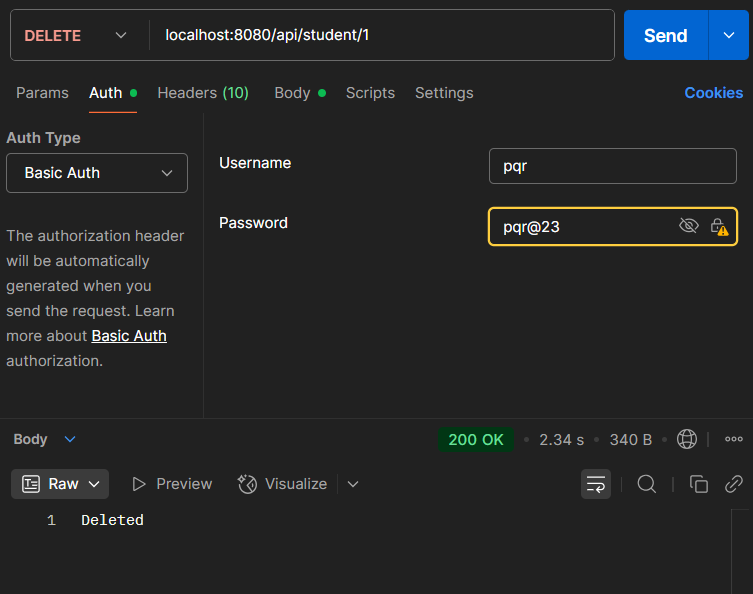 DELETE localhost:8080/api/student/1 Send
Params Auth Headers (10) Body Scripts Settings Cookies
Auth Type
Basic Auth
The authorization header
will be automatically
generated when you
send the request. Learn
more about Basic Auth
authorization.
Username pqr
Password pqr@23
Body 200 OK 2.34 s 340 B
Raw Preview Visualize
1 Deleted